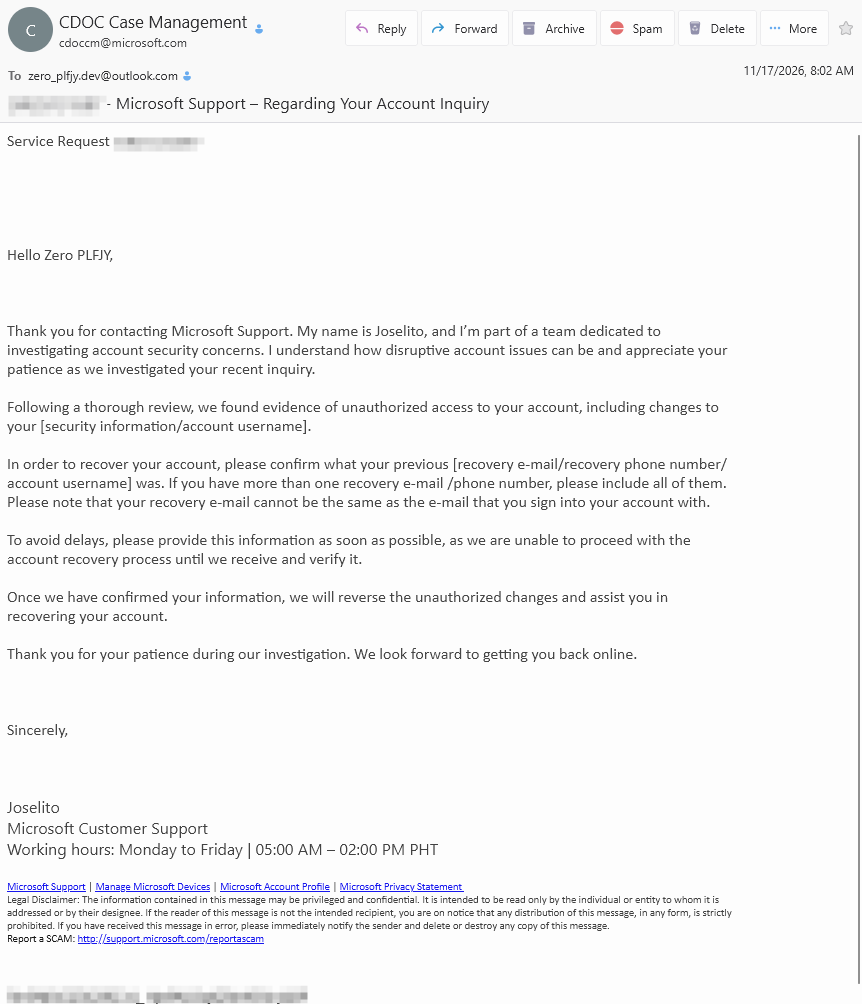 C
CDOC Case Management
cdoccm@microsoft.com
Reply
Forward
Archive
Spam
Delete
More
To zero_plfjy.dev@outlook.com
11/17/2026, 8:02 AM
- Microsoft Support – Regarding Your Account Inquiry
Service Request
Hello Zero PLFJY,
Thank you for contacting Microsoft Support. My name is Joselito, and I’m part of a team dedicated to
investigating account security concerns. I understand how disruptive account issues can be and appreciate your
patience as we investigated your recent inquiry.
Following a thorough review, we found evidence of unauthorized access to your account, including changes to
your [security information/account username].
In order to recover your account, please confirm what your previous [recovery e-mail/recovery phone number/
account username] was. If you have more than one recovery e-mail /phone number, please include all of them.
Please note that your recovery e-mail cannot be the same as the e-mail that you sign into your account with.
To avoid delays, please provide this information as soon as possible, as we are unable to proceed with the
account recovery process until we receive and verify it.
Once we have confirmed your information, we will reverse the unauthorized changes and assist you in
recovering your account.
Thank you for your patience during our investigation. We look forward to getting you back online.
Sincerely,
Joselito
Microsoft Customer Support
Working hours: Monday to Friday | 05:00 AM – 02:00 PM PHT
Microsoft Support | Manage Microsoft Devices | Microsoft Account Profile | Microsoft Privacy Statement
Legal Disclaimer: The information contained in this message may be privileged and confidential. It is intended to be read only by the individual or entity to whom it is
addressed or by their designee. If the reader of this message is not the intended recipient, you are on notice that any distribution of this message, in any form, is strictly
prohibited. If you have received this message in error, please immediately notify the sender and delete or destroy any copy of this message.
Report a SCAM: http://support.microsoft.com/reportascam